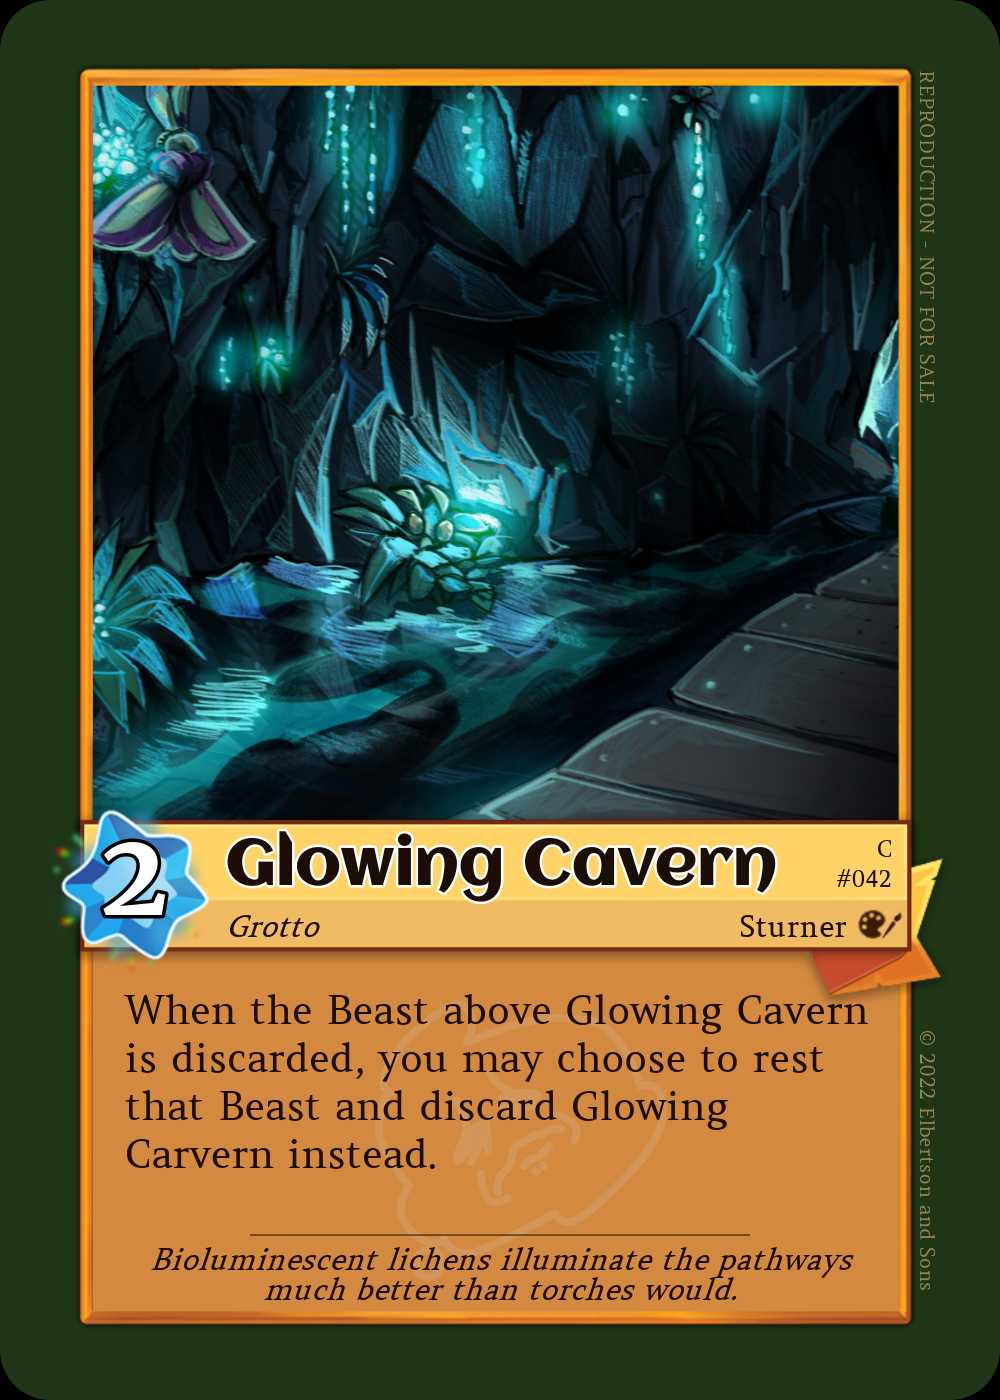 REPRODUCTION - NOT FOR SALE
2
Glowing Cavern
C
#042
Grotto
Sturner
When the Beast above Glowing Cavern
is discarded, you may choose to rest
that Beast and discard Glowing
Carvern instead.
Bioluminescent lichens illuminate the pathways
much better than torches would.
© 2022 Elbertson and Sons